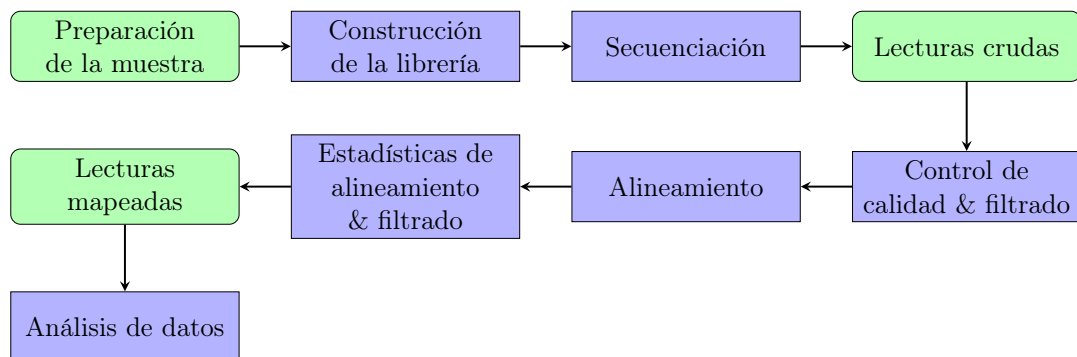 Preparación
de la muestra
Construcción
de la librería
Secuenciación
Lecturas crudas
Control de
calidad & filtrado
Alineamiento
Estadísticas de
alineamiento
& filtrado
Lecturas
mapeadas
Análisis de datos